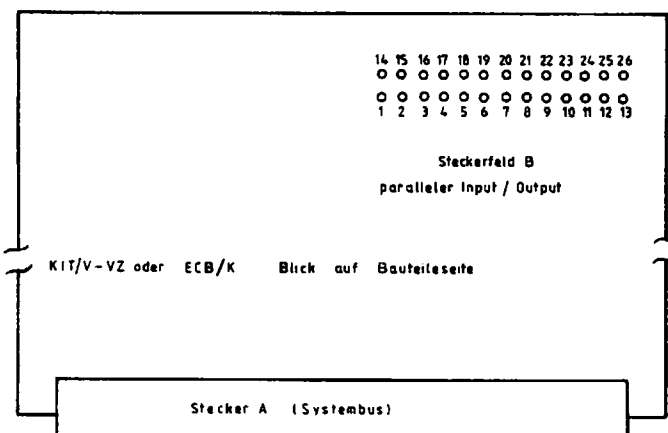 14 15 16 17 18 19 20 21 22 23 24 25 26
1 2 3 4 5 6 7 8 9 10 11 12 13
Steckerfeld B
paralleler Input / Output
KIT/V-VZ oder ECB/K Blick auf Bauteileseite
Stecker A (Systembus)